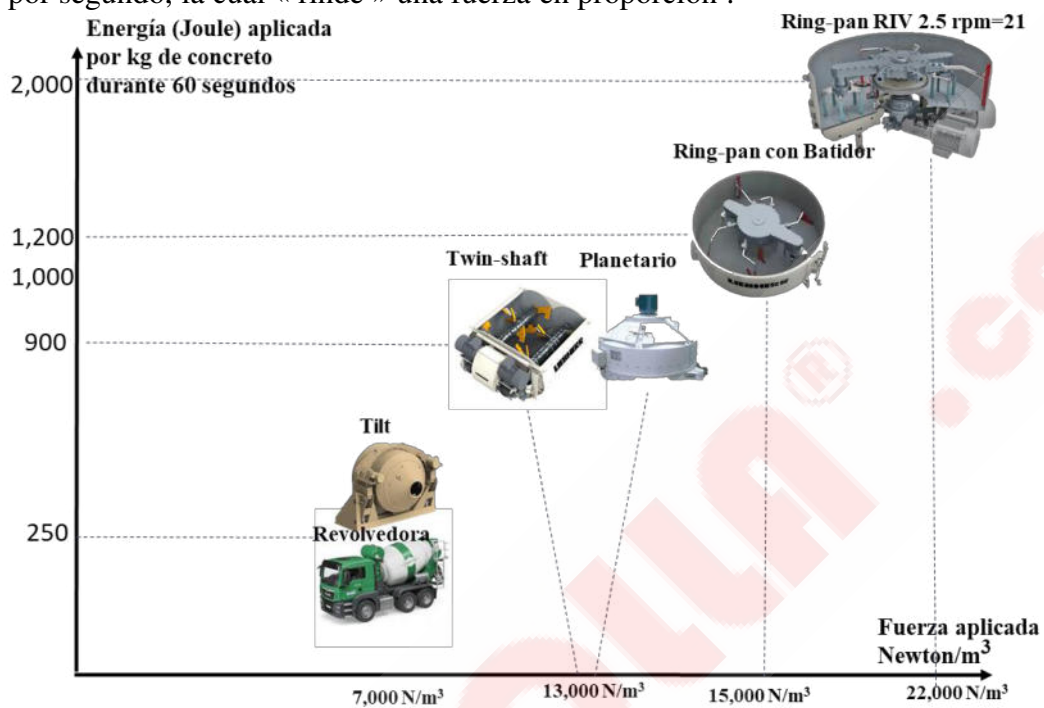 por segundo, la cual « rinde » una fuerza en proporción .
Energía (Joule) aplicada
por kg de concreto
durante 60 segundos
Ring-pan RIV 2.5 rpm=21
2,000
Ring-pan con Batidor
1,200
Twin-shaft
Planetario
1,000
900
LIEBHERR
LIEBHERR
Tilt
250
Revolvedora
Fuerza aplicada
Newton/m³
7,000 N/m³
13,000 N/m³
15,000 N/m³
22,000 N/m³